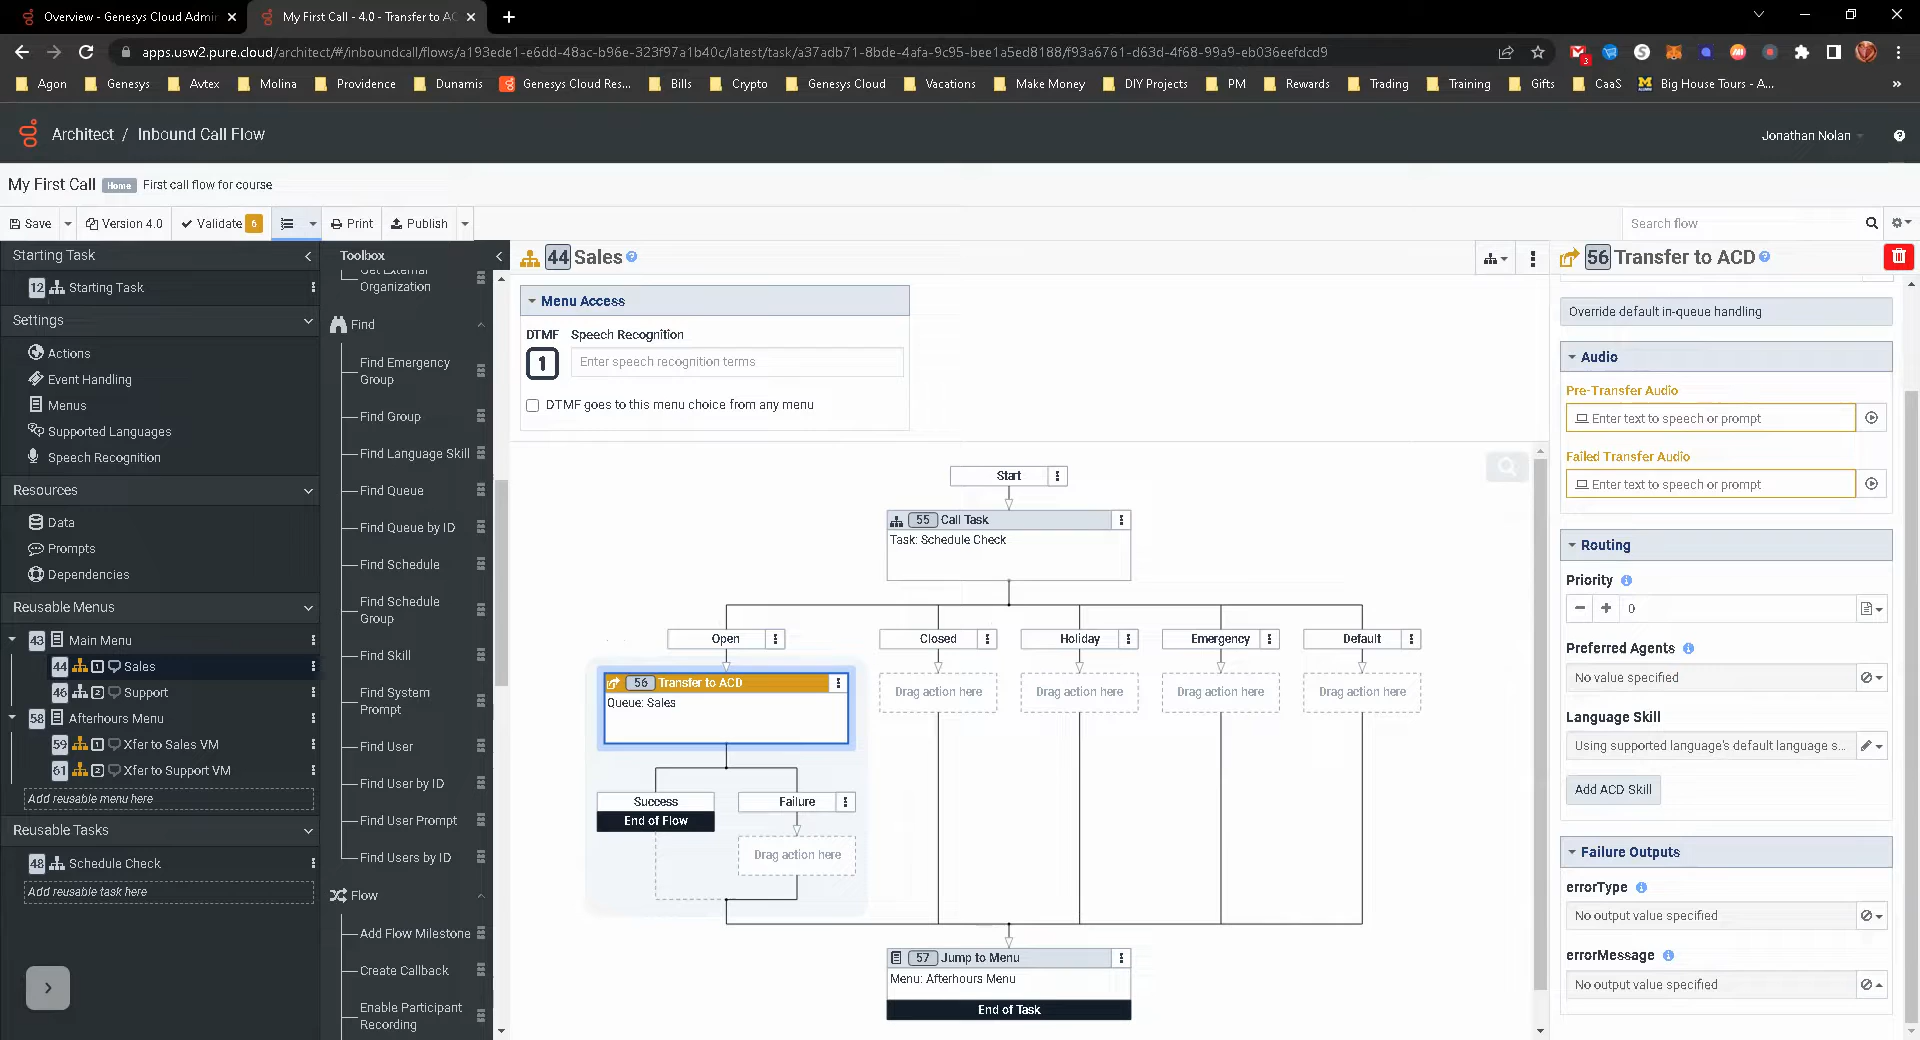 Overview - Genesys Cloud Admin
My First Call - 4.0 - Transfer to AC
apps.usw2.pure.cloud/architect/#/inboundcall/flows/a193ede1-e6dd-48ac-b96e-323f97a1b40c/latest/task/a37adb71-8bde-4afa-9c95-bee1a5ed8188/f93a6761-d63d-4f68-99a9-eb036eefdcd9
3
Agon
Genesys
Avtex
Molina
Providence
Dunamis
Genesys Cloud Res...
Bills
Crypto
Genesys Cloud
Vacations
Make Money
DIY Projects
PM
Rewards
Trading
Training
Gifts
CaaS
Big House Tours - A...
»
Architect / Inbound Call Flow
Jonathan Nolan
My First Call Home First call flow for course
Save
Version 4.0
Validate 6
Print
Publish
Search flow
Starting Task
12 Starting Task
Settings
Actions
Event Handling
Menus
Supported Languages
Speech Recognition
Resources
Data
Prompts
Dependencies
Reusable Menus
43 Main Menu
44 1 Sales
46 2 Support
58 Afterhours Menu
59 1 Xfer to Sales VM
61 2 Xfer to Support VM
Add reusable menu here
Reusable Tasks
48 Schedule Check
Add reusable task here
Toolbox
Get External
Organization
Find
Find Emergency
Group
Find Group
Find Language Skill
Find Queue
Find Queue by ID
Find Schedule
Find Schedule
Group
Find Skill
Find System
Prompt
Find User
Find User by ID
Find User Prompt
Find Users by ID
Flow
Add Flow Milestone
Create Callback
Enable Participant
Recording
44 Sales
Menu Access
DTMF Speech Recognition
1 Enter speech recognition terms
DTMF goes to this menu choice from any menu
Start
55 Call Task
Task: Schedule Check
Open
Closed
Holiday
Emergency
Default
56 Transfer to ACD
Queue: Sales
Drag action here
Drag action here
Drag action here
Drag action here
Success
Failure
End of Flow
Drag action here
57 Jump to Menu
Menu: Afterhours Menu
End of Task
56 Transfer to ACD
Override default in-queue handling
Audio
Pre-Transfer Audio
Enter text to speech or prompt
Failed Transfer Audio
Enter text to speech or prompt
Routing
Priority
0
Preferred Agents
No value specified
Language Skill
Using supported language's default language s...
Add ACD Skill
Failure Outputs
errorType
No output value specified
errorMessage
No output value specified